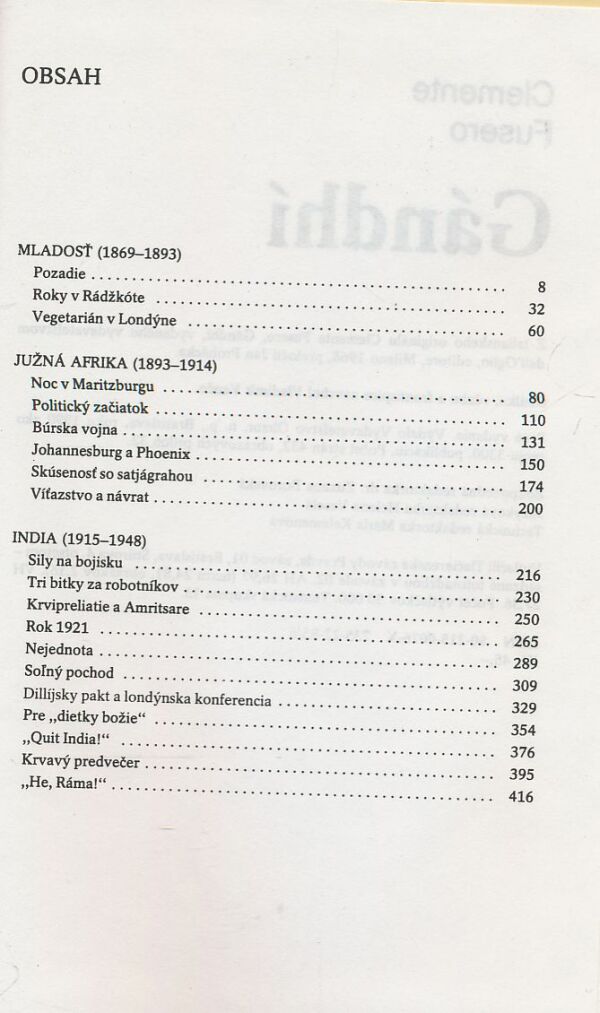 OBSAH
Clemente
Fusero
Gándhí
MLADOSŤ (1869–1893)
Pozadie 8
Roky v Rádžkóte 32
Vegetarián v Londýne 60
JUŽNÁ AFRIKA (1893–1914)
Noc v Maritzburgu 80
Politický začiatok 110
Búrska vojna 131
Johannesburg a Phoenix 150
Skúsenosť so satjágrahou 174
Víťazstvo a návrat 200
INDIA (1915–1948)
Sily na bojisku 216
Tri bitky za robotníkov 230
Krvipreliatie a Amritsare 250
Rok 1921 265
Nejednota 289
Soľný pochod 309
Dillíjsky pakt a londýnska konferencia 329
Pre „dietky božie“ 354
„Quit India!“ 376
Krvavý predvečer 395
„He, Ráma!“ 416